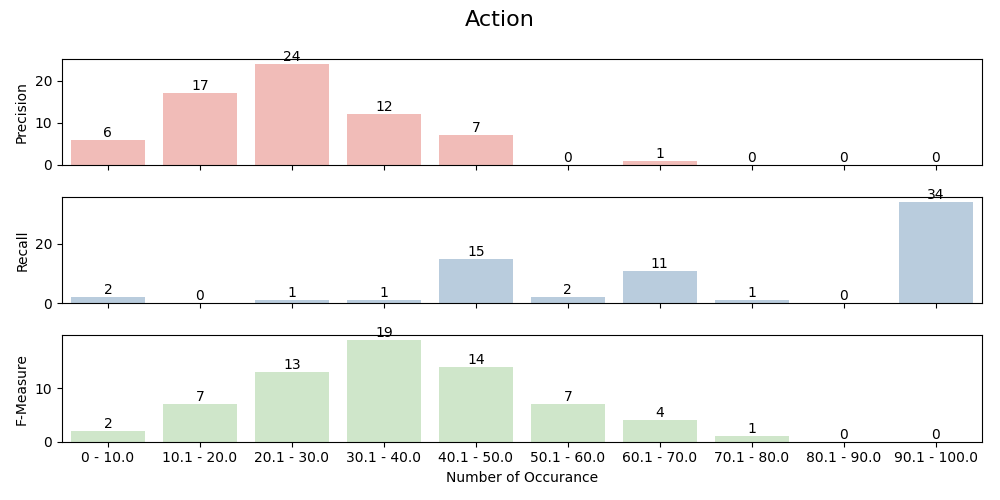 Action
Precision
20
10
0
6 17 24 12 7 0 1 0 0 0
Recall
20
0
2 0 1 1 15 2 11 1 0 34
F-Measure
10
0
2 7 13 19 14 7 4 1 0 0
0 - 10.0 10.1 - 20.0 20.1 - 30.0 30.1 - 40.0 40.1 - 50.0 50.1 - 60.0 60.1 - 70.0 70.1 - 80.0 80.1 - 90.0 90.1 - 100.0
Number of Occurance